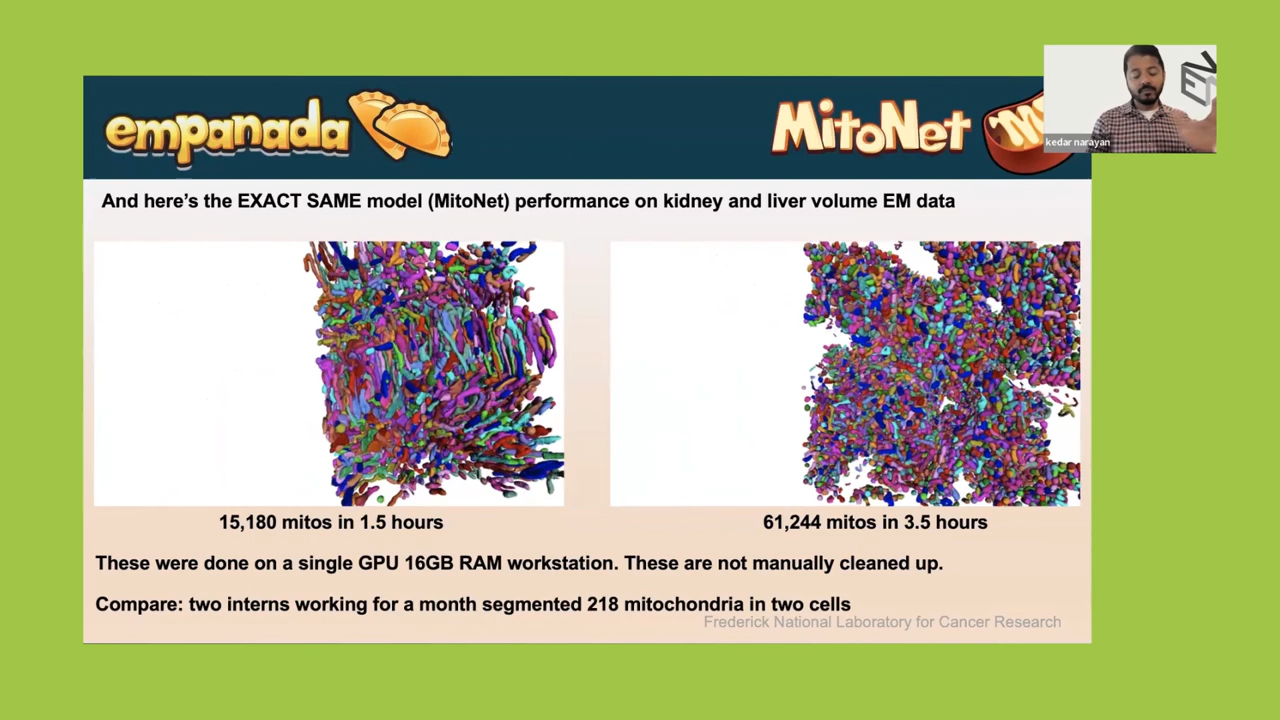 empanada
MitoNet
kedar narayan
And here's the EXACT SAME model (MitoNet) performance on kidney and liver volume EM data
15,180 mitos in 1.5 hours
61,244 mitos in 3.5 hours
These were done on a single GPU 16GB RAM workstation. These are not manually cleaned up.
Compare: two interns working for a month segmented 218 mitochondria in two cells
Frederick National Laboratory for Cancer Research